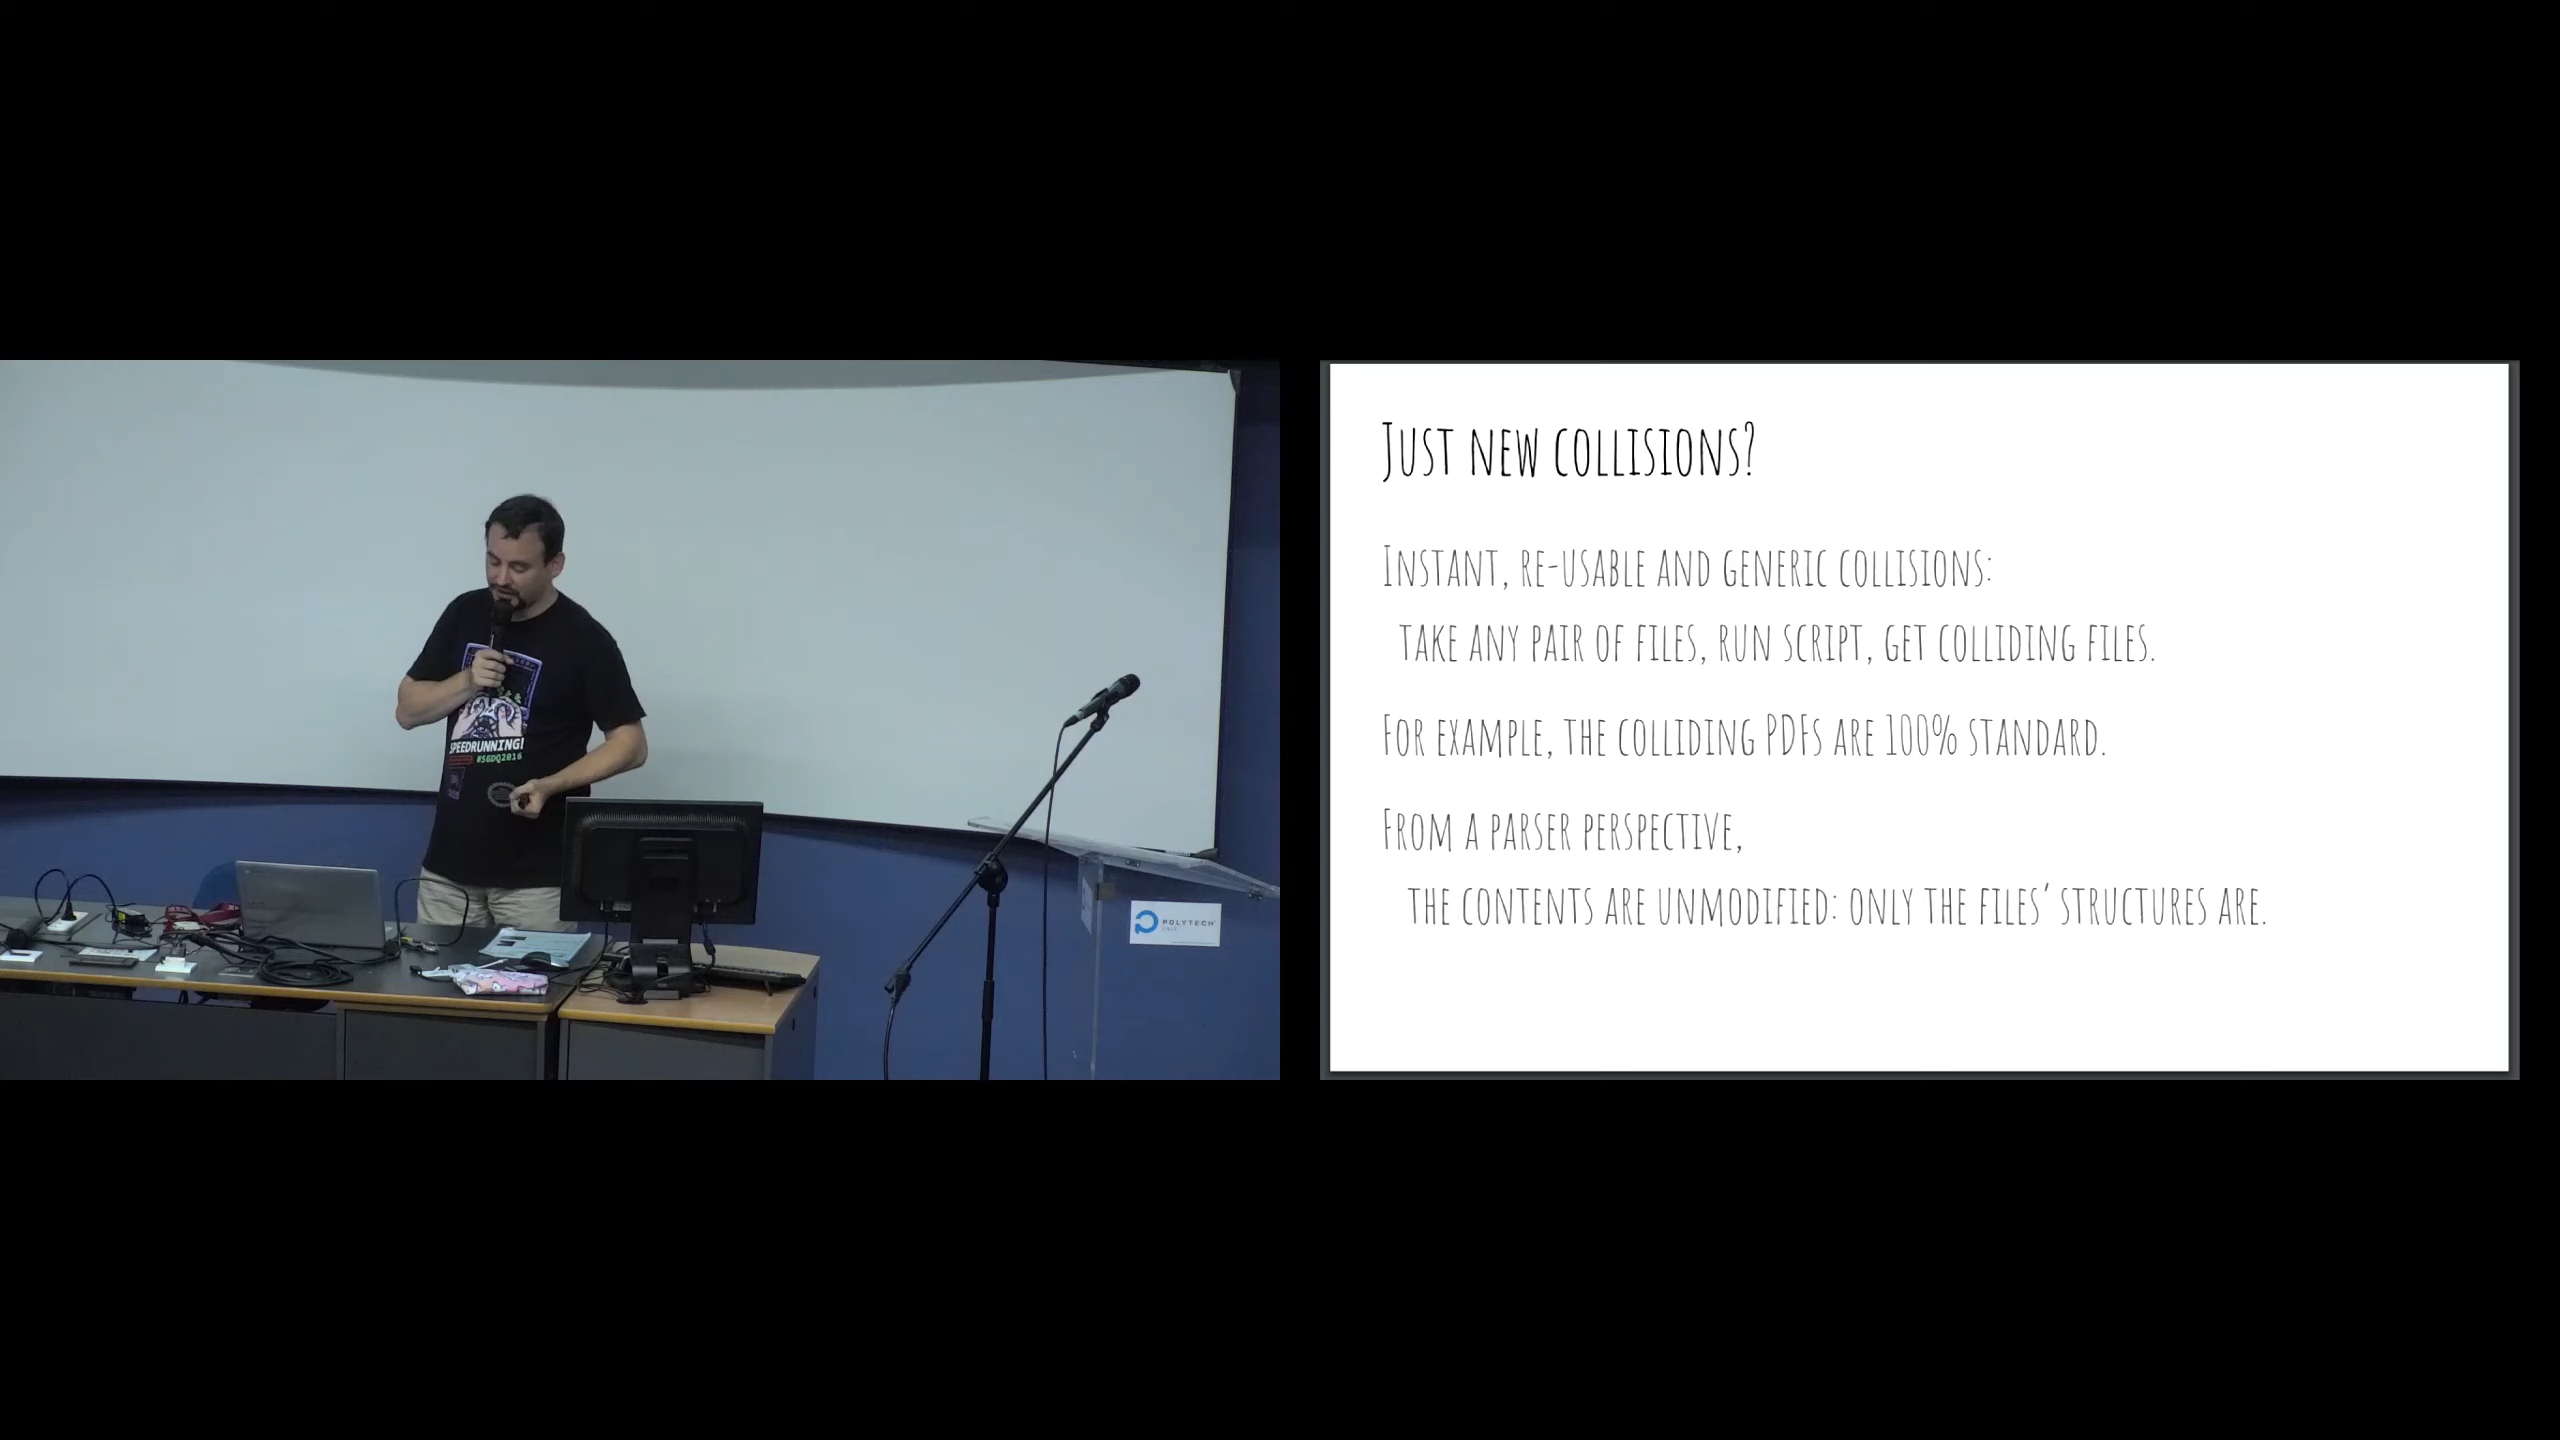 SPEEDRUNNING!
#SGDQ2016
POLYTECH
JUST NEW COLLISIONS?
INSTANT, RE-USABLE AND GENERIC COLLISIONS:
TAKE ANY PAIR OF FILES, RUN SCRIPT, GET COLLIDING FILES.
FOR EXAMPLE, THE COLLIDING PDFS ARE 100% STANDARD.
FROM A PARSER PERSPECTIVE,
THE CONTENTS ARE UNMODIFIED: ONLY THE FILES' STRUCTURES ARE.